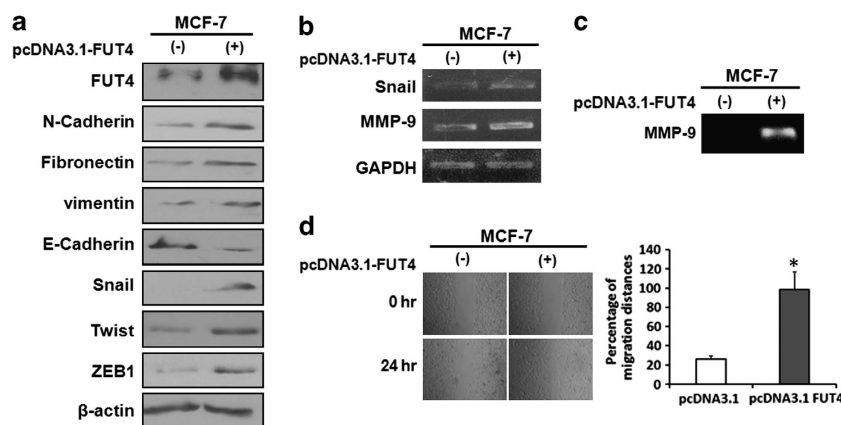 a
MCF-7
pcDNA3.1-FUT4 (-) (+)
FUT4
N-Cadherin
Fibronectin
vimentin
E-Cadherin
Snail
Twist
ZEB1
β-actin
b
MCF-7
pcDNA3.1-FUT4 (-) (+)
Snail
MMP-9
GAPDH
c
MCF-7
pcDNA3.1-FUT4 (-) (+)
MMP-9
d
MCF-7
pcDNA3.1-FUT4 (-) (+)
0 hr
24 hr
Percentage of
migration distances
140
120
100
80
60
40
20
0
*
pcDNA3.1 pcDNA3.1 FUT4